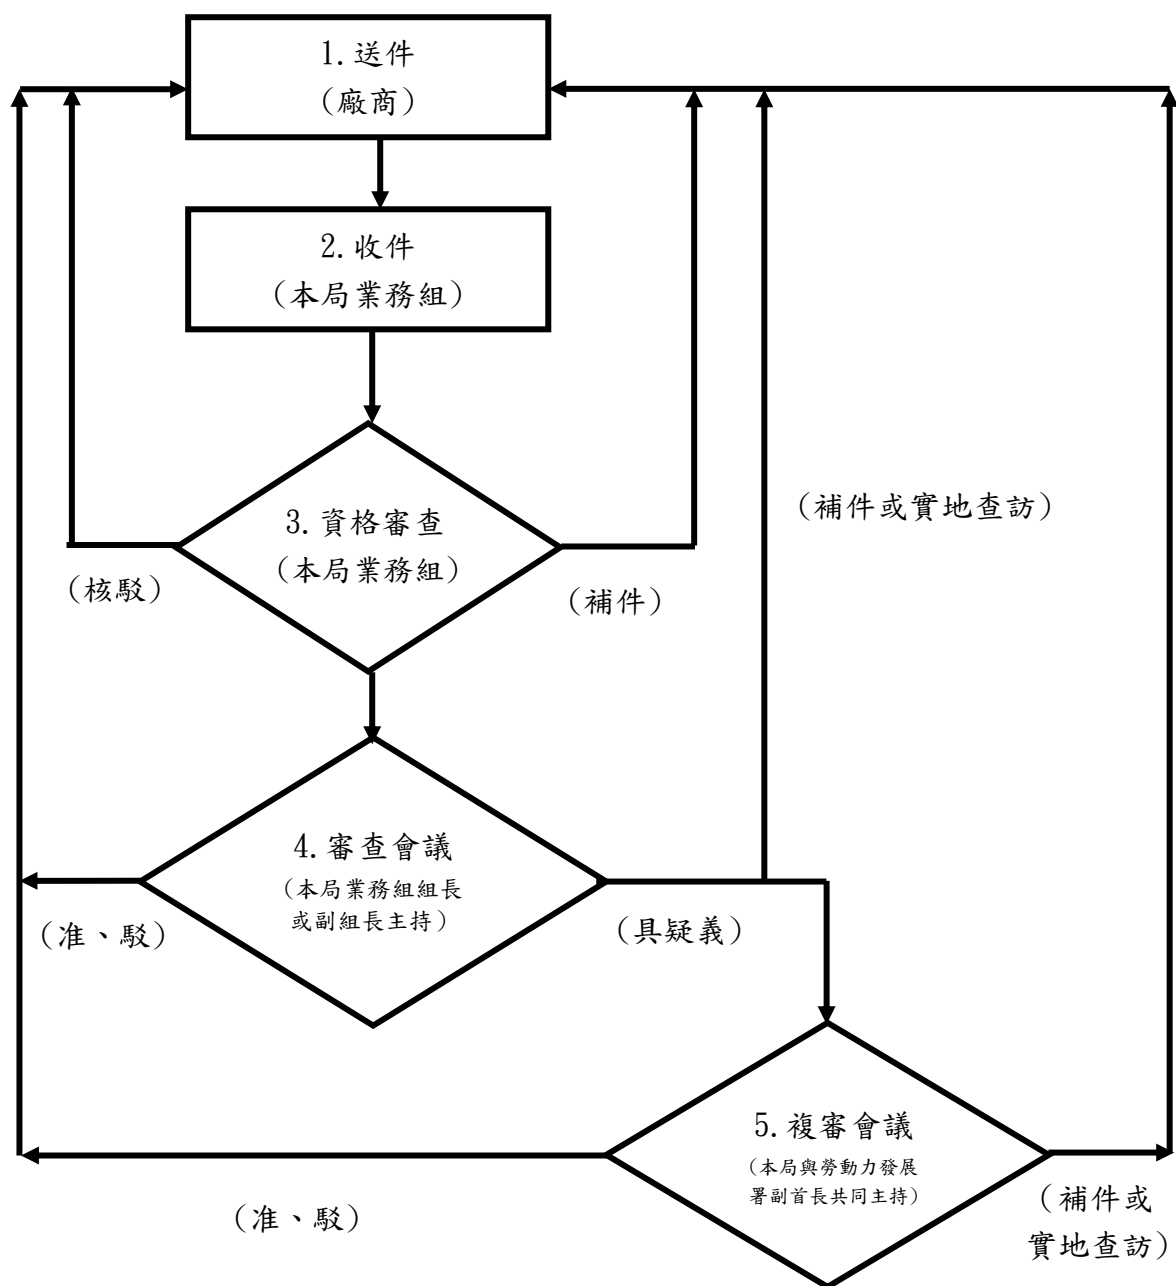 1.送件
(廠商)
2.收件
(本局業務組)
3.資格審查
(本局業務組)
(補件或實地查訪)
(核駁)
(補件)
4.審查會議
(本局業務組組長
或副組長主持)
(准、駁)
(具疑義)
5.複審會議
(本局與勞動力發展
署副首長共同主持)
(准、駁)
(補件或
實地查訪)